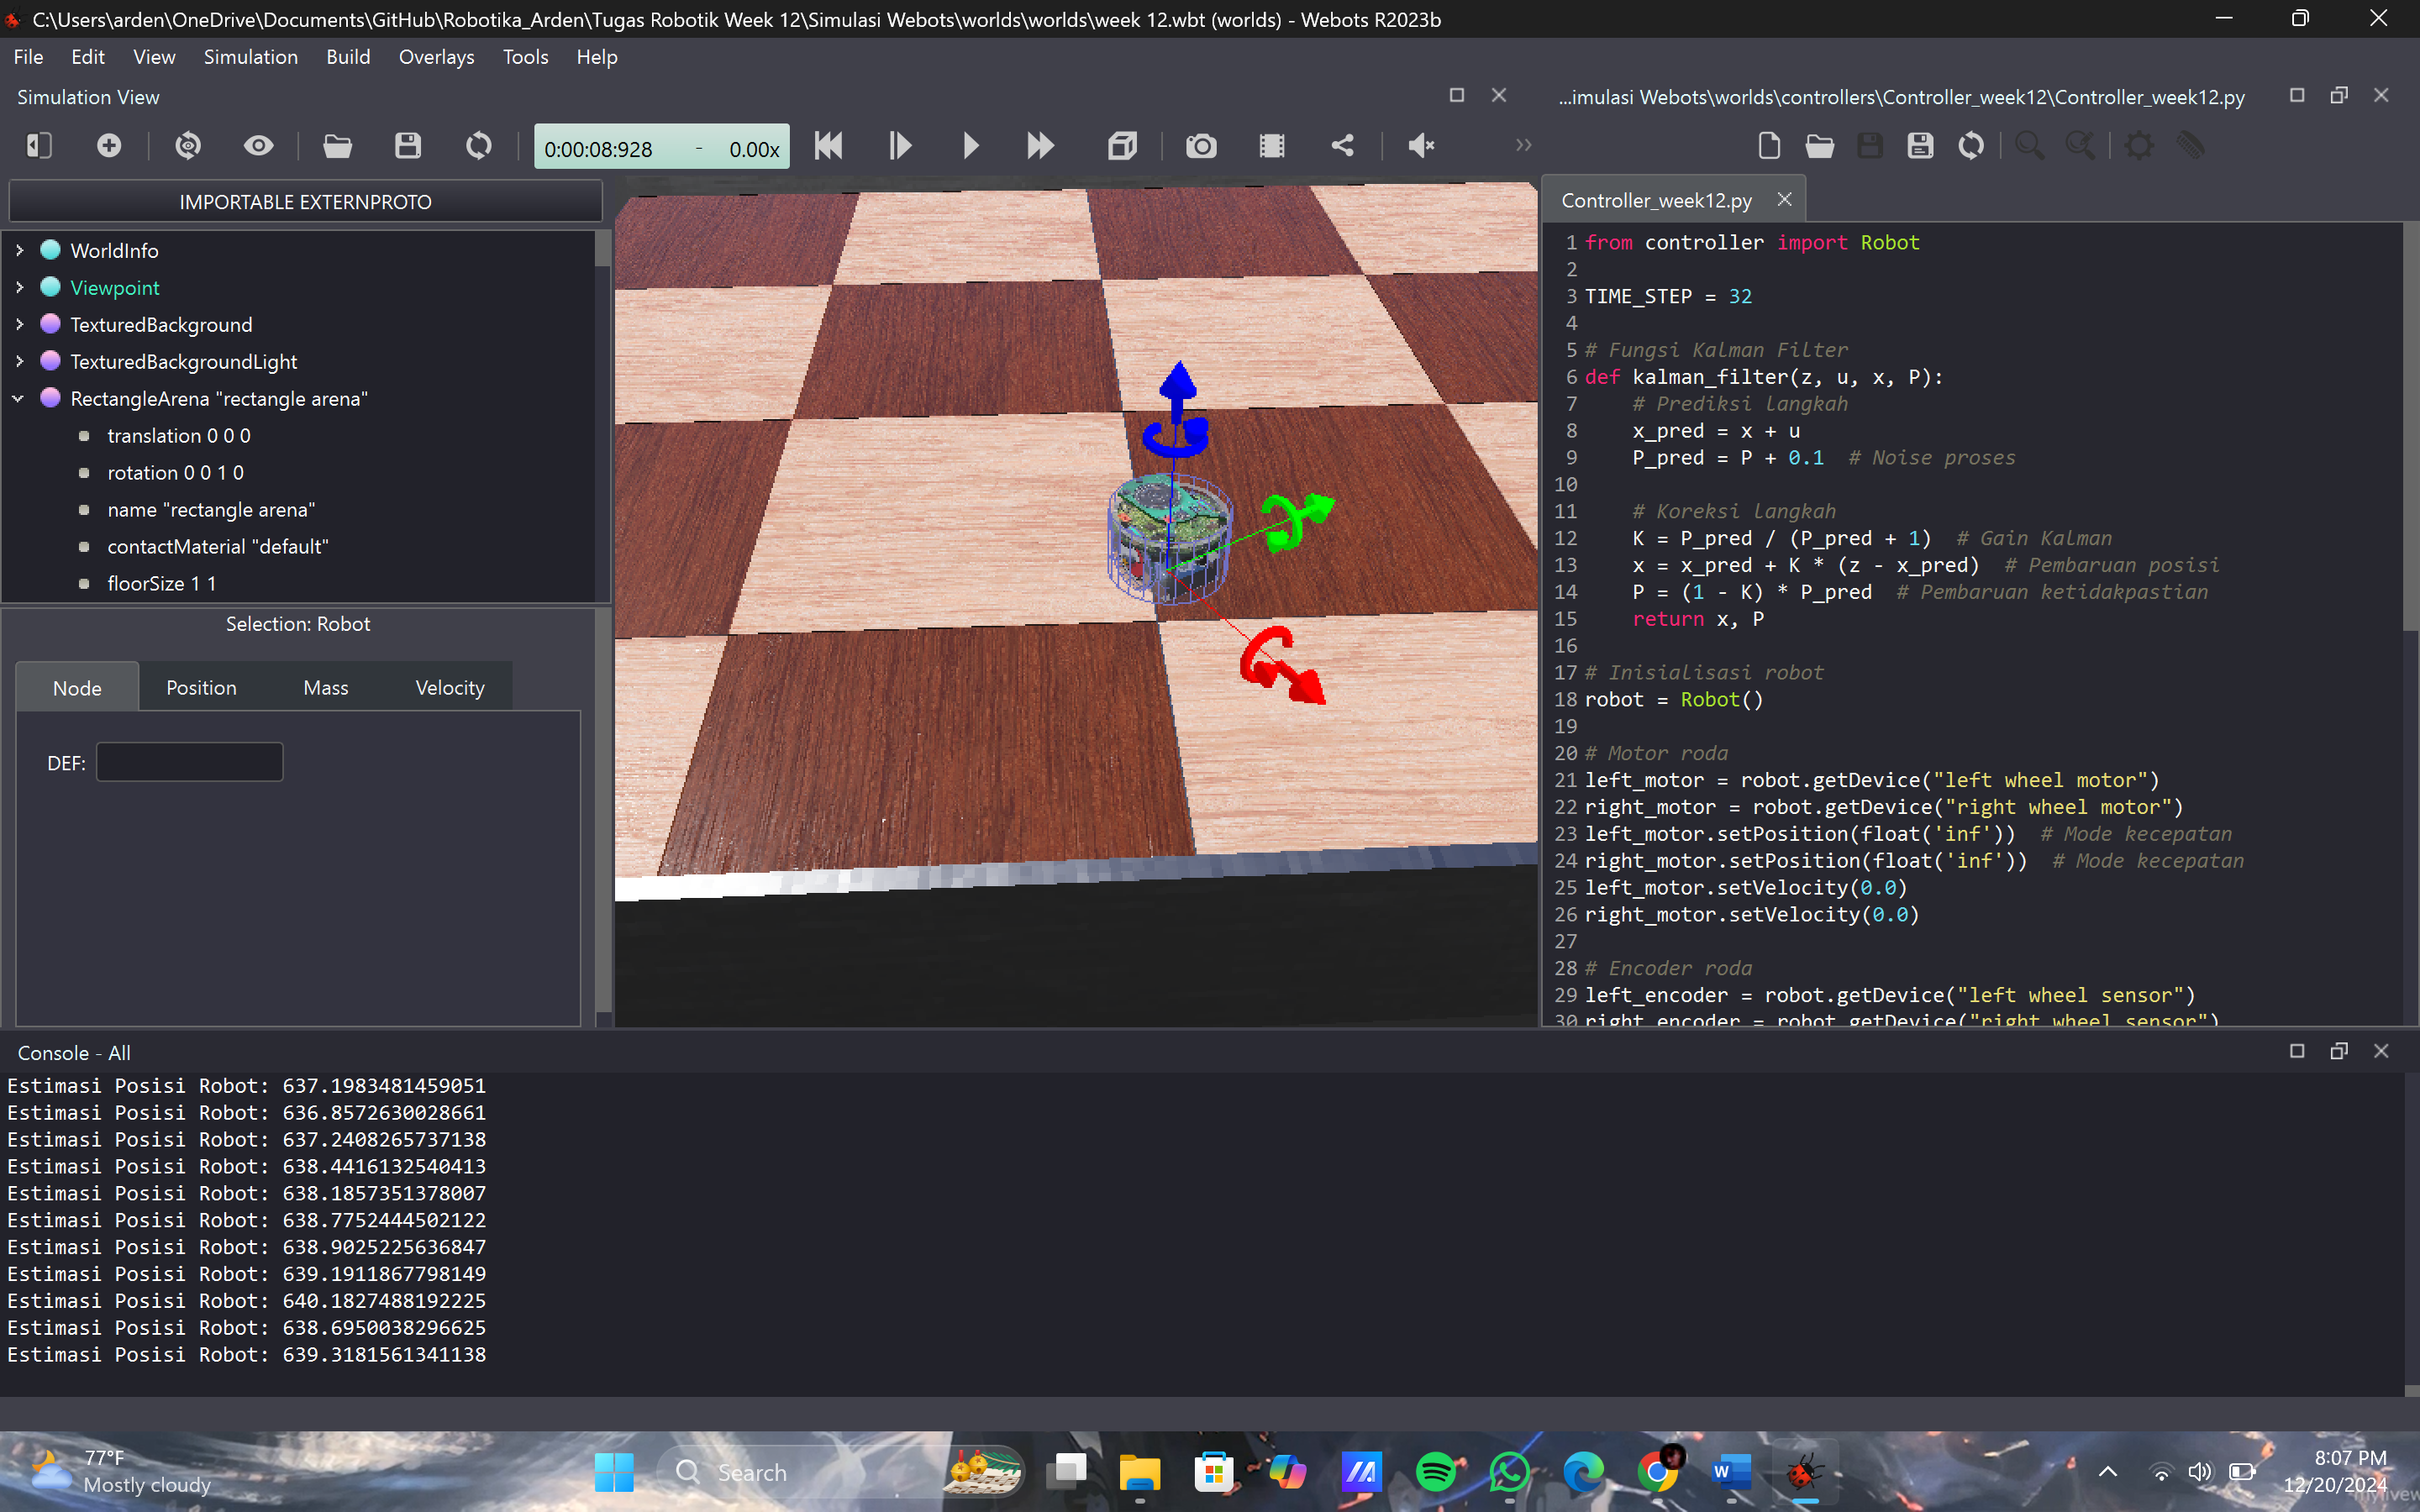 C:\Users\arden\OneDrive\Documents\GitHub\Robotika_Arden\Tugas Robotik Week 12\Simulasi Webots\worlds\worlds\week 12.wbt (worlds) - Webots R2023b
File Edit View Simulation Build Overlays Tools Help
Simulation View
...imulasi Webots\worlds\controllers\Controller_week12\Controller_week12.py
0:00:08:928 - 0.00x
IMPORTABLE EXTERNPROTO
WorldInfo
Viewpoint
TexturedBackground
TexturedBackgroundLight
RectangleArena "rectangle arena"
translation 0 0 0
rotation 0 0 1 0
name "rectangle arena"
contactMaterial "default"
floorSize 1 1
Selection: Robot
Node Position Mass Velocity
DEF:
Controller_week12.py
1 from controller import Robot
2
3 TIME_STEP = 32
4
5 # Fungsi Kalman Filter
6 def kalman_filter(z, u, x, P):
7 # Prediksi langkah
8 x_pred = x + u
9 P_pred = P + 0.1 # Noise proses
10
11 # Koreksi langkah
12 K = P_pred / (P_pred + 1) # Gain Kalman
13 x = x_pred + K * (z - x_pred) # Pembaruan posisi
14 P = (1 - K) * P_pred # Pembaruan ketidakpastian
15 return x, P
16
17 # Inisialisasi robot
18 robot = Robot()
19
20 # Motor roda
21 left_motor = robot.getDevice("left wheel motor")
22 right_motor = robot.getDevice("right wheel motor")
23 left_motor.setPosition(float('inf')) # Mode kecepatan
24 right_motor.setPosition(float('inf')) # Mode kecepatan
25 left_motor.setVelocity(0.0)
26 right_motor.setVelocity(0.0)
27
28 # Encoder roda
29 left_encoder = robot.getDevice("left wheel sensor")
30 right_encoder = robot.getDevice("right wheel sensor")
Console - All
Estimasi Posisi Robot: 637.1983481459051
Estimasi Posisi Robot: 636.8572630028661
Estimasi Posisi Robot: 637.2408265737138
Estimasi Posisi Robot: 638.4416132540413
Estimasi Posisi Robot: 638.1857351378007
Estimasi Posisi Robot: 638.7752444502122
Estimasi Posisi Robot: 638.9025225636847
Estimasi Posisi Robot: 639.1911867798149
Estimasi Posisi Robot: 640.1827488192225
Estimasi Posisi Robot: 638.6950038296625
Estimasi Posisi Robot: 639.3181561341138
77°F
Mostly cloudy
Search
8:07 PM
12/20/2024